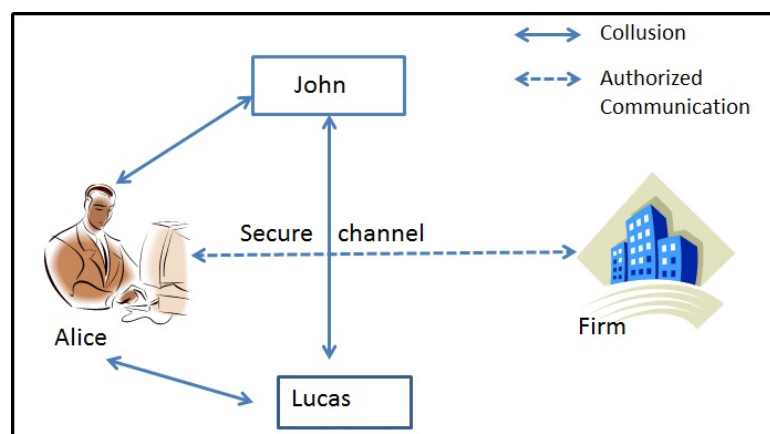 Collusion
John
Authorized
Communication
Secure channel
Alice
Firm
Lucas